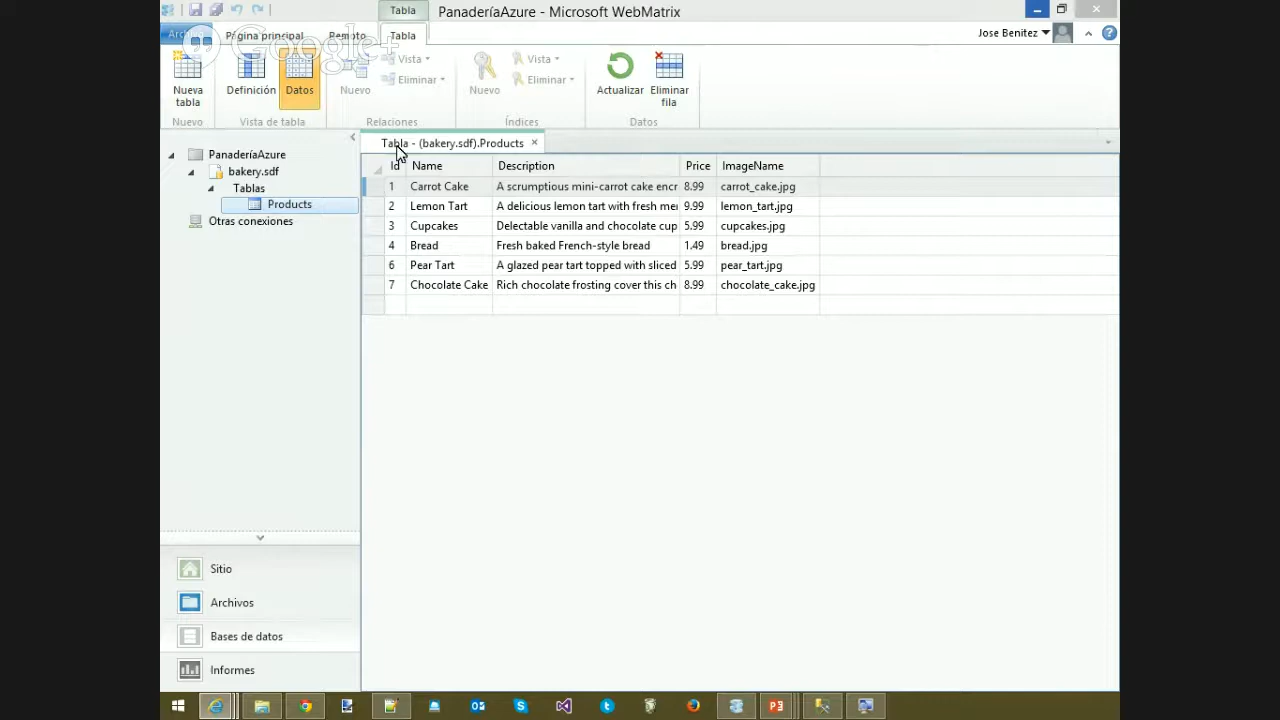 Tabla
PanaderíaAzure - Microsoft WebMatrix
Archivo Página principal Remoto Tabla
Jose Benitez
Google+
Nueva tabla
Definición
Datos
Nuevo
Vista
Eliminar
Nuevo
Vista
Eliminar
Actualizar
Eliminar fila
Nuevo Vista de tabla Relaciones Índices Datos
PanaderíaAzure
bakery.sdf
Tablas
Products
Otras conexiones
Tabla - (bakery.sdf).Products
Id Name Description Price ImageName
1 Carrot Cake A scrumptious mini-carrot cake encr 8.99 carrot_cake.jpg
2 Lemon Tart A delicious lemon tart with fresh me 9.99 lemon_tart.jpg
3 Cupcakes Delectable vanilla and chocolate cup 5.99 cupcakes.jpg
4 Bread Fresh baked French-style bread 1.49 bread.jpg
6 Pear Tart A glazed pear tart topped with sliced 5.99 pear_tart.jpg
7 Chocolate Cake Rich chocolate frosting cover this ch 8.99 chocolate_cake.jpg
Sitio
Archivos
Bases de datos
Informes